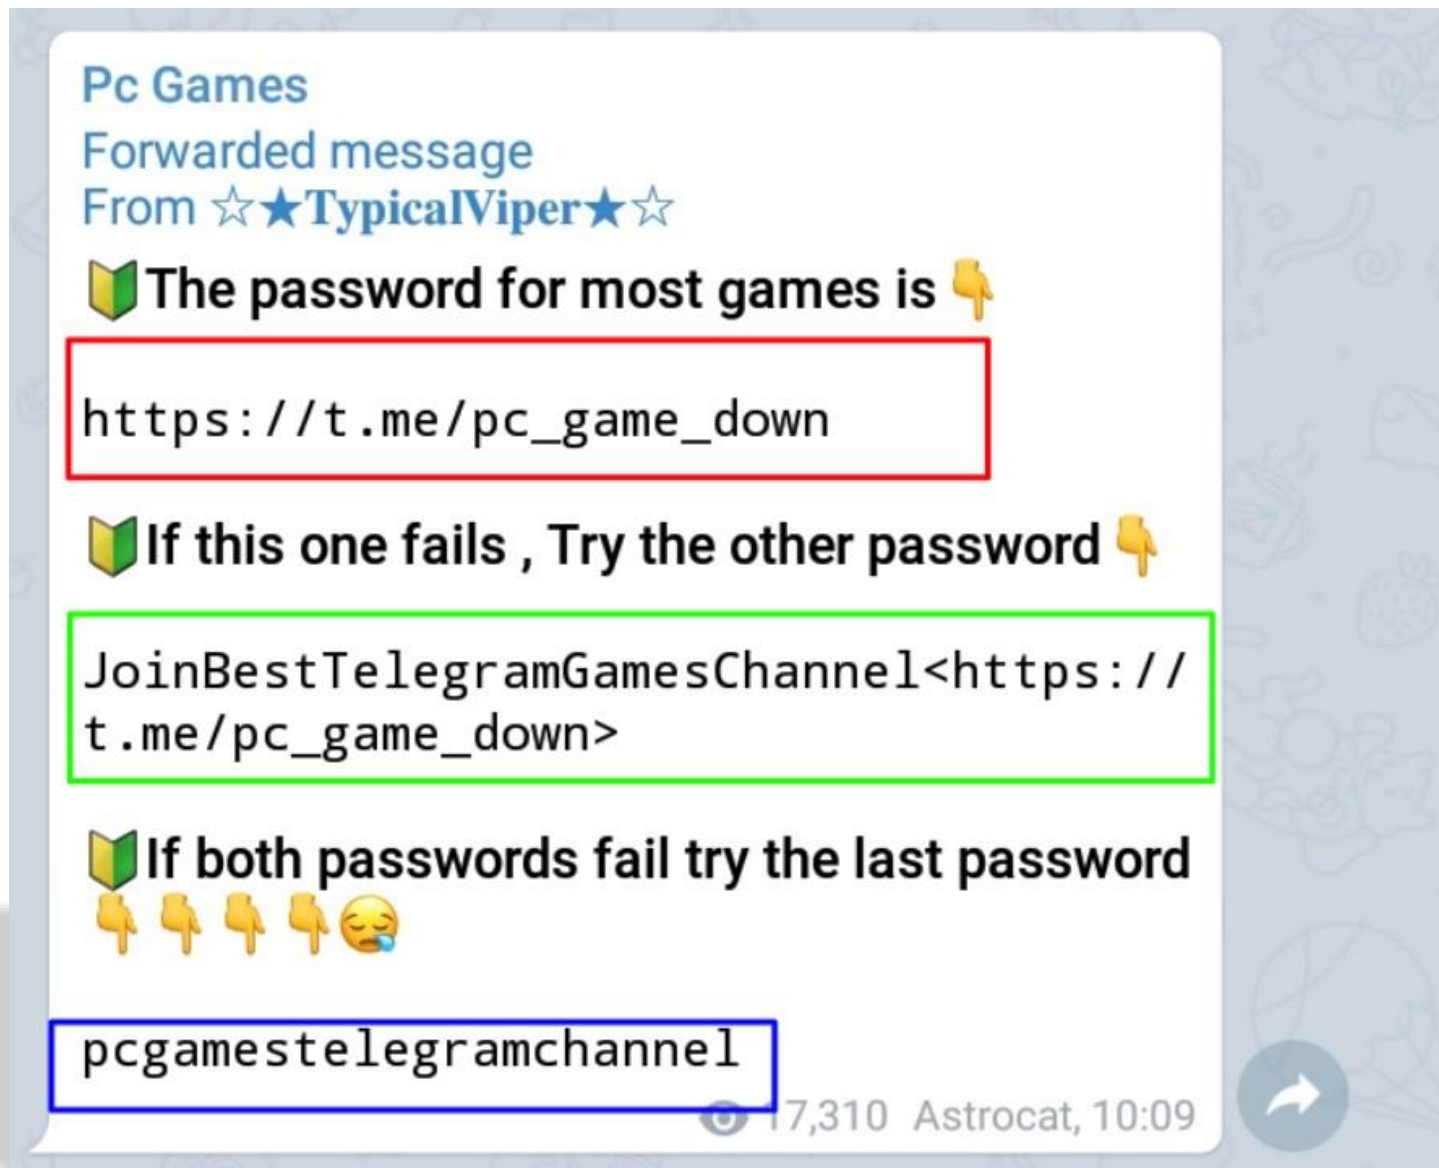 Pc Games
Forwarded message
From ☆★TypicalViper★☆
🔰The password for most games is👇
https://t.me/pc_game_down
🔰If this one fails , Try the other password👇
JoinBestTelegramGamesChannel<https://
t.me/pc_game_down>
🔰If both passwords fail try the last password
👇👇👇👇😪
pcgamestelegramchannel
17,310 Astrocat, 10:09